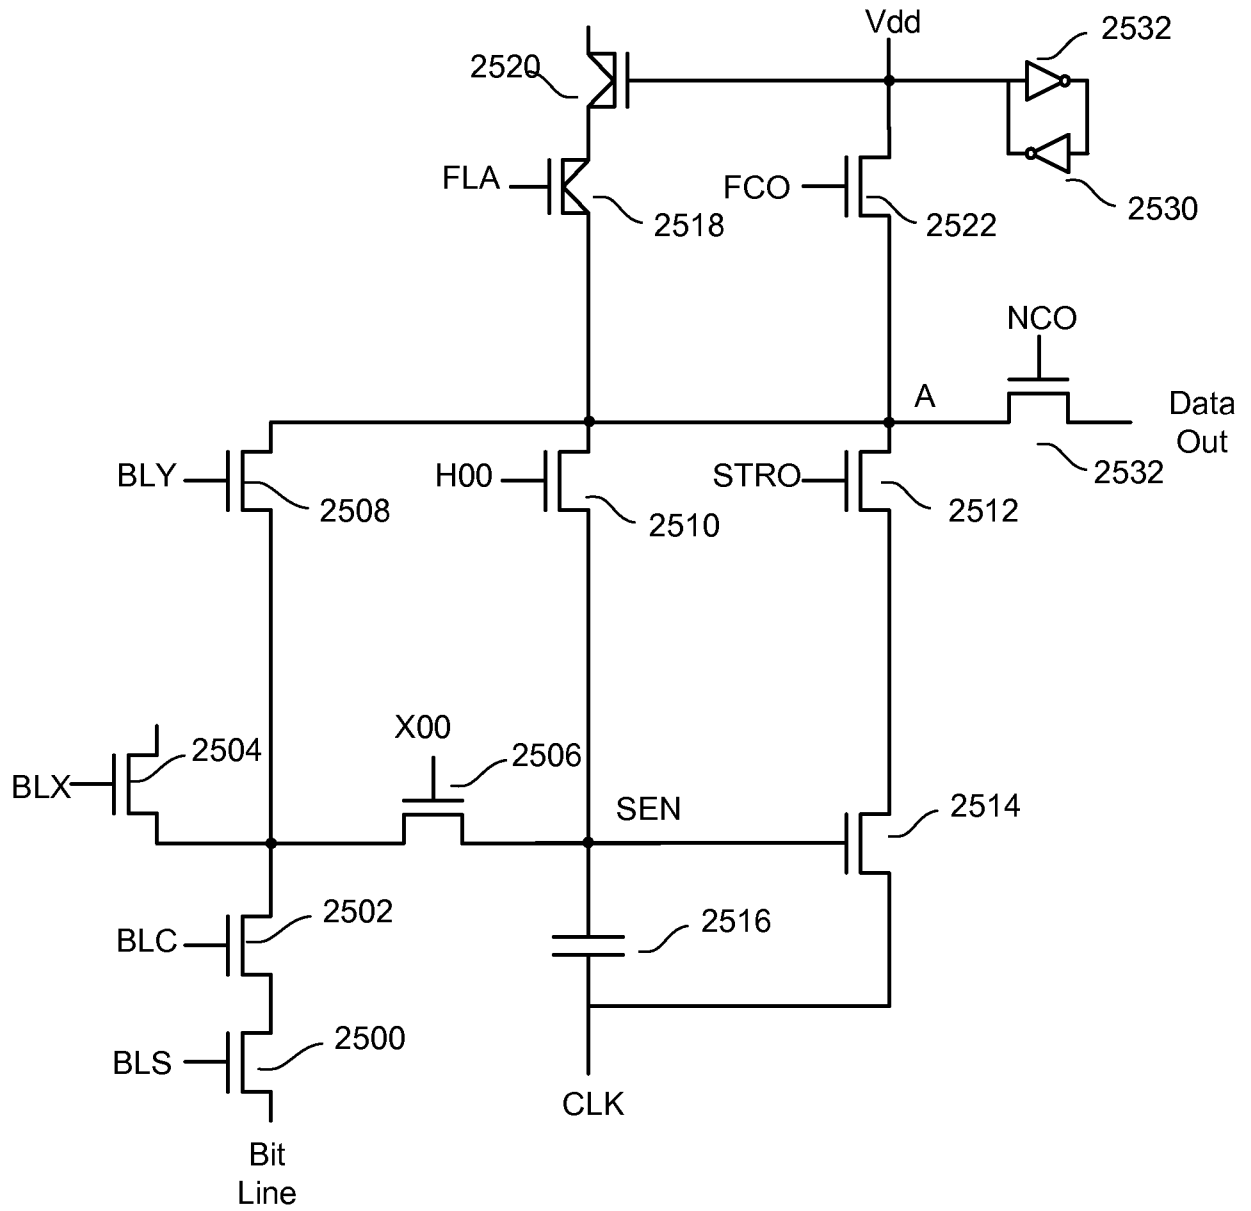 Vdd
2532
2520
FLA
2518
FCO
2522
2530
NCO
A
Data
Out
2532
BLY
2508
H00
2510
STRO
2512
X00
2506
BLX
2504
SEN
2514
BLC
2502
2516
BLS
2500
CLK
Bit
Line